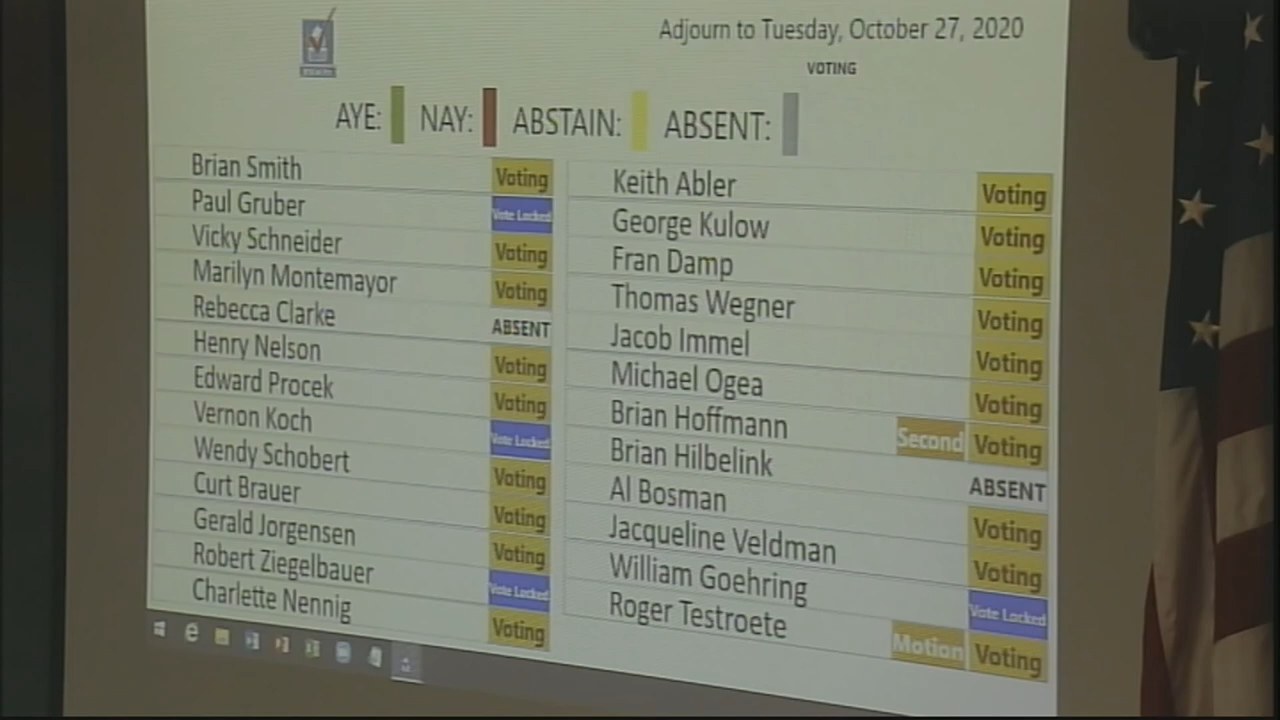 Adjourn to Tuesday, October 27, 2020
VOTING
AYE: NAY: ABSTAIN: ABSENT:
Brian Smith Voting
Paul Gruber Vote Locked
Vicky Schneider Voting
Marilyn Montemayor Voting
Rebecca Clarke ABSENT
Henry Nelson Voting
Edward Procek Voting
Vernon Koch Vote Locked
Wendy Schobert Voting
Curt Brauer Voting
Gerald Jorgensen Voting
Robert Ziegelbauer Vote Locked
Charlette Nennig Voting
Keith Abler Voting
George Kulow Voting
Fran Damp Voting
Thomas Wegner Voting
Jacob Immel Voting
Michael Ogea Voting
Brian Hoffmann Second Voting
Brian Hilbelink ABSENT
Al Bosman Voting
Jacqueline Veldman Voting
William Goehring Vote Locked
Roger Testroete Motion Voting